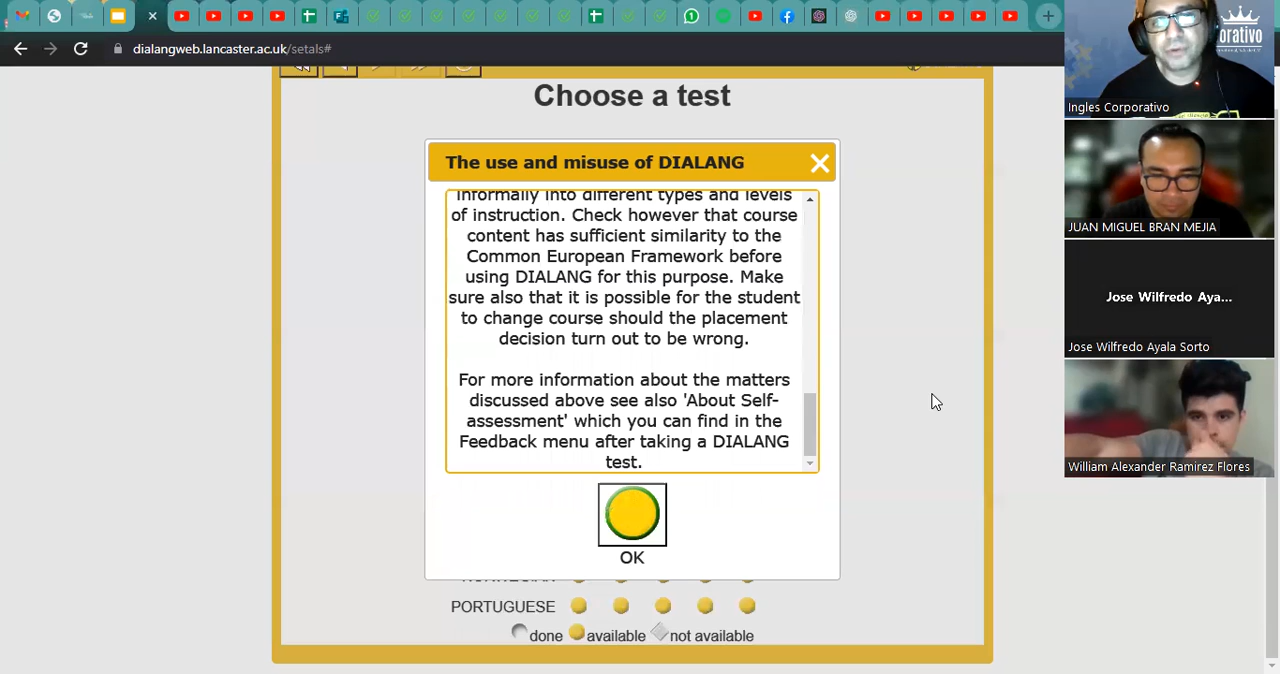 dialangweb.lancaster.ac.uk/setals#
orativo
Ingles Corporativo
Choose a test
The use and misuse of DIALANG
informally into different types and levels
of instruction. Check however that course
content has sufficient similarity to the
Common European Framework before
using DIALANG for this purpose. Make
sure also that it is possible for the student
to change course should the placement
decision turn out to be wrong.
For more information about the matters
discussed above see also 'About Self-
assessment' which you can find in the
Feedback menu after taking a DIALANG
test.
OK
NORWEGIAN
PORTUGUESE
done available not available
JUAN MIGUEL BRAN MEJIA
Jose Wilfredo Aya...
Jose Wilfredo Ayala Sorto
William Alexander Ramirez Flores